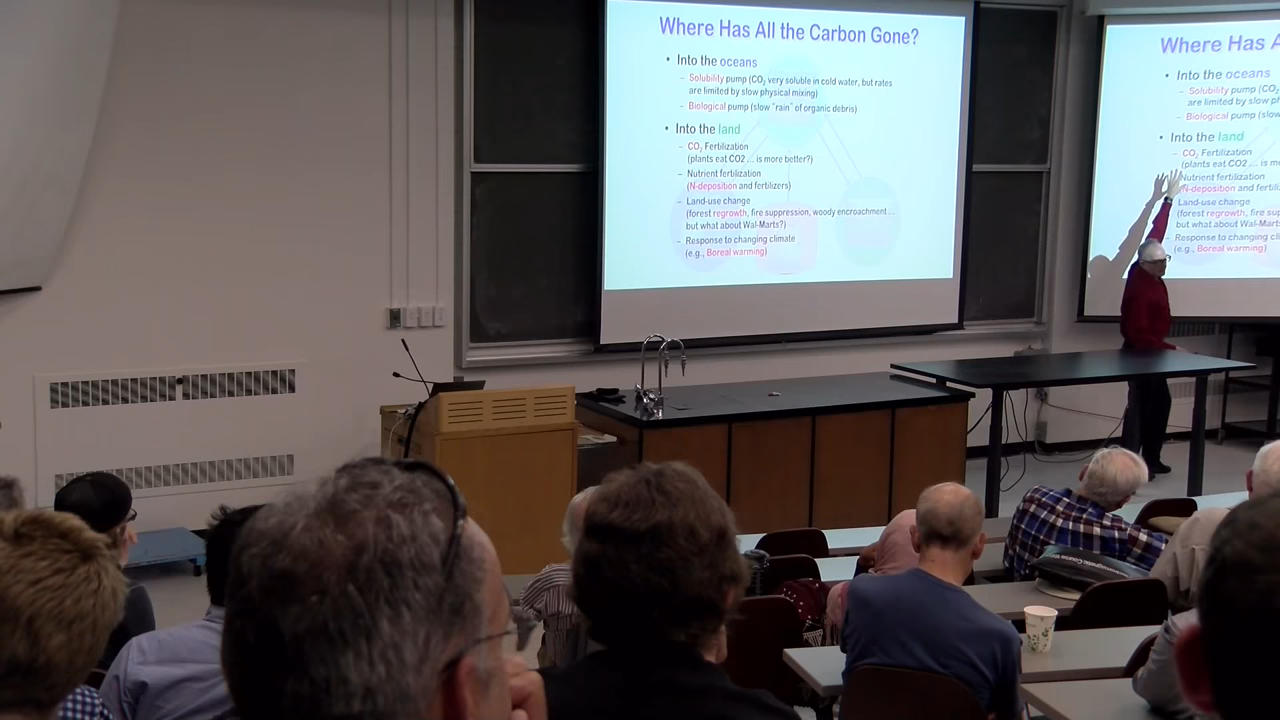 Where Has All the Carbon Gone?
• Into the oceans
– Solubility pump (CO2 very soluble in cold water, but rates
are limited by slow physical mixing)
– Biological pump (slow "rain" of organic debris)
• Into the land
– CO2 Fertilization
(plants eat CO2 ... is more better?)
– Nutrient fertilization
(N-deposition and fertilizers)
– Land-use change
(forest regrowth, fire suppression, woody encroachment ...
but what about Wal-Marts?)
– Response to changing climate
(e.g., Boreal warming)
Where Has A
• Into the oceans
– Solubility pump (CO2
are limited by slow ph
– Biological pump (slow
• Into the land
– CO2 Fertilization
(plants eat CO2 ... is m
Nutrient fertilization
(N-deposition and fertili
Land-use change
(forest regrowth, fire sup
but what about Wal-Marts
– Response to changing cli
(e.g., Boreal warming)